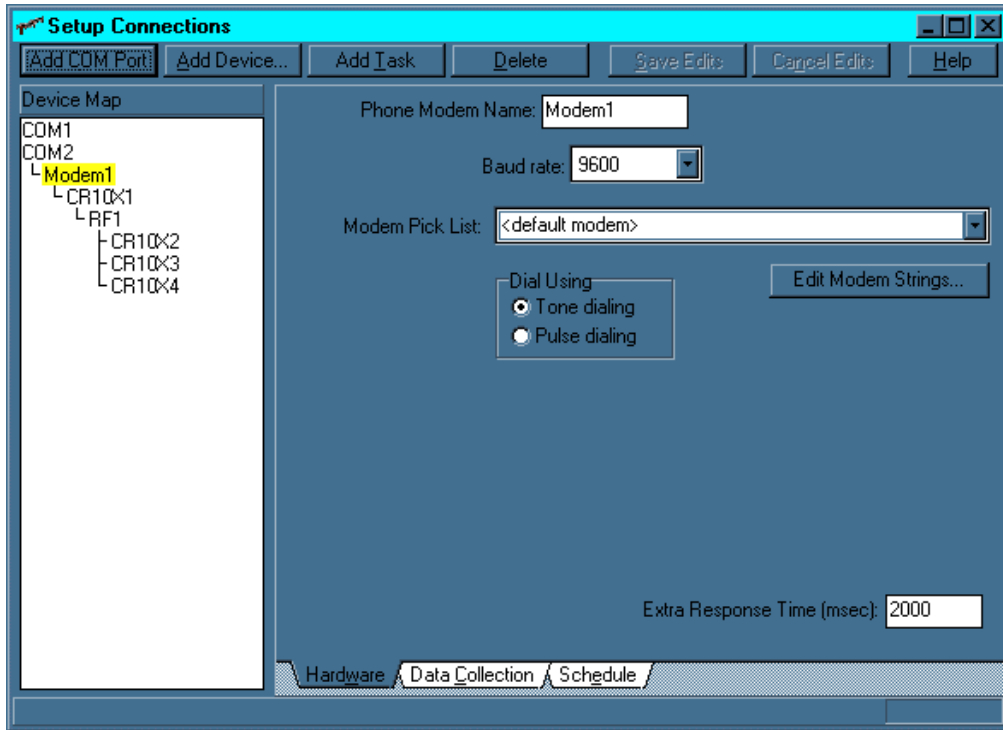 Setup Connections
Add COM Port Add Device... Add Task Delete Save Edits Cancel Edits Help
Device Map
COM1
COM2
Modem1
CR10X1
RF1
CR10X2
CR10X3
CR10X4
Phone Modem Name: Modem1
Baud rate: 9600
Modem Pick List: <default modem>
Dial Using
Tone dialing
Pulse dialing
Edit Modem Strings...
Extra Response Time (msec): 2000
Hardware Data Collection Schedule